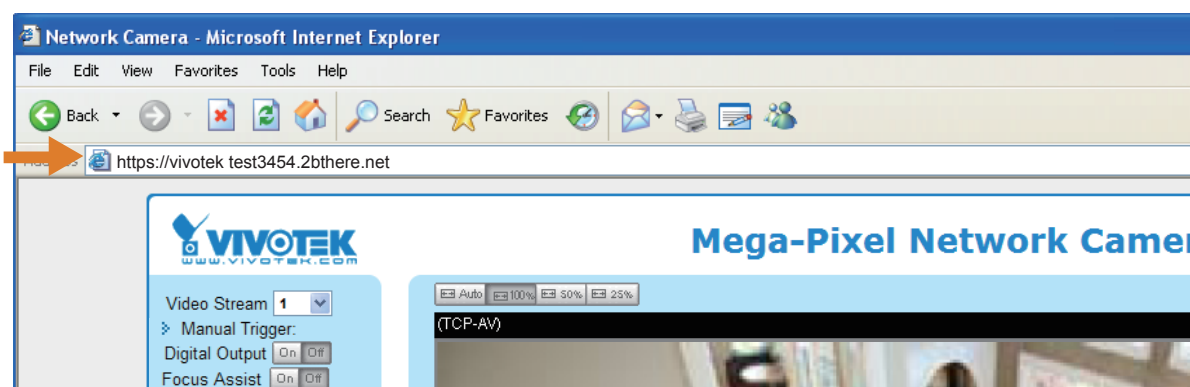 Network Camera - Microsoft Internet Explorer
File Edit View Favorites Tools Help
Back Search Favorites
https://vivotek test3454.2bthere.net
VIVOTEK
www.vivotek.com
Mega-Pixel Network
Video Stream 1
Auto 100% 50% 25%
Manual Trigger:
(TCP-AV)
Digital Output On Off
Focus Assist On Off